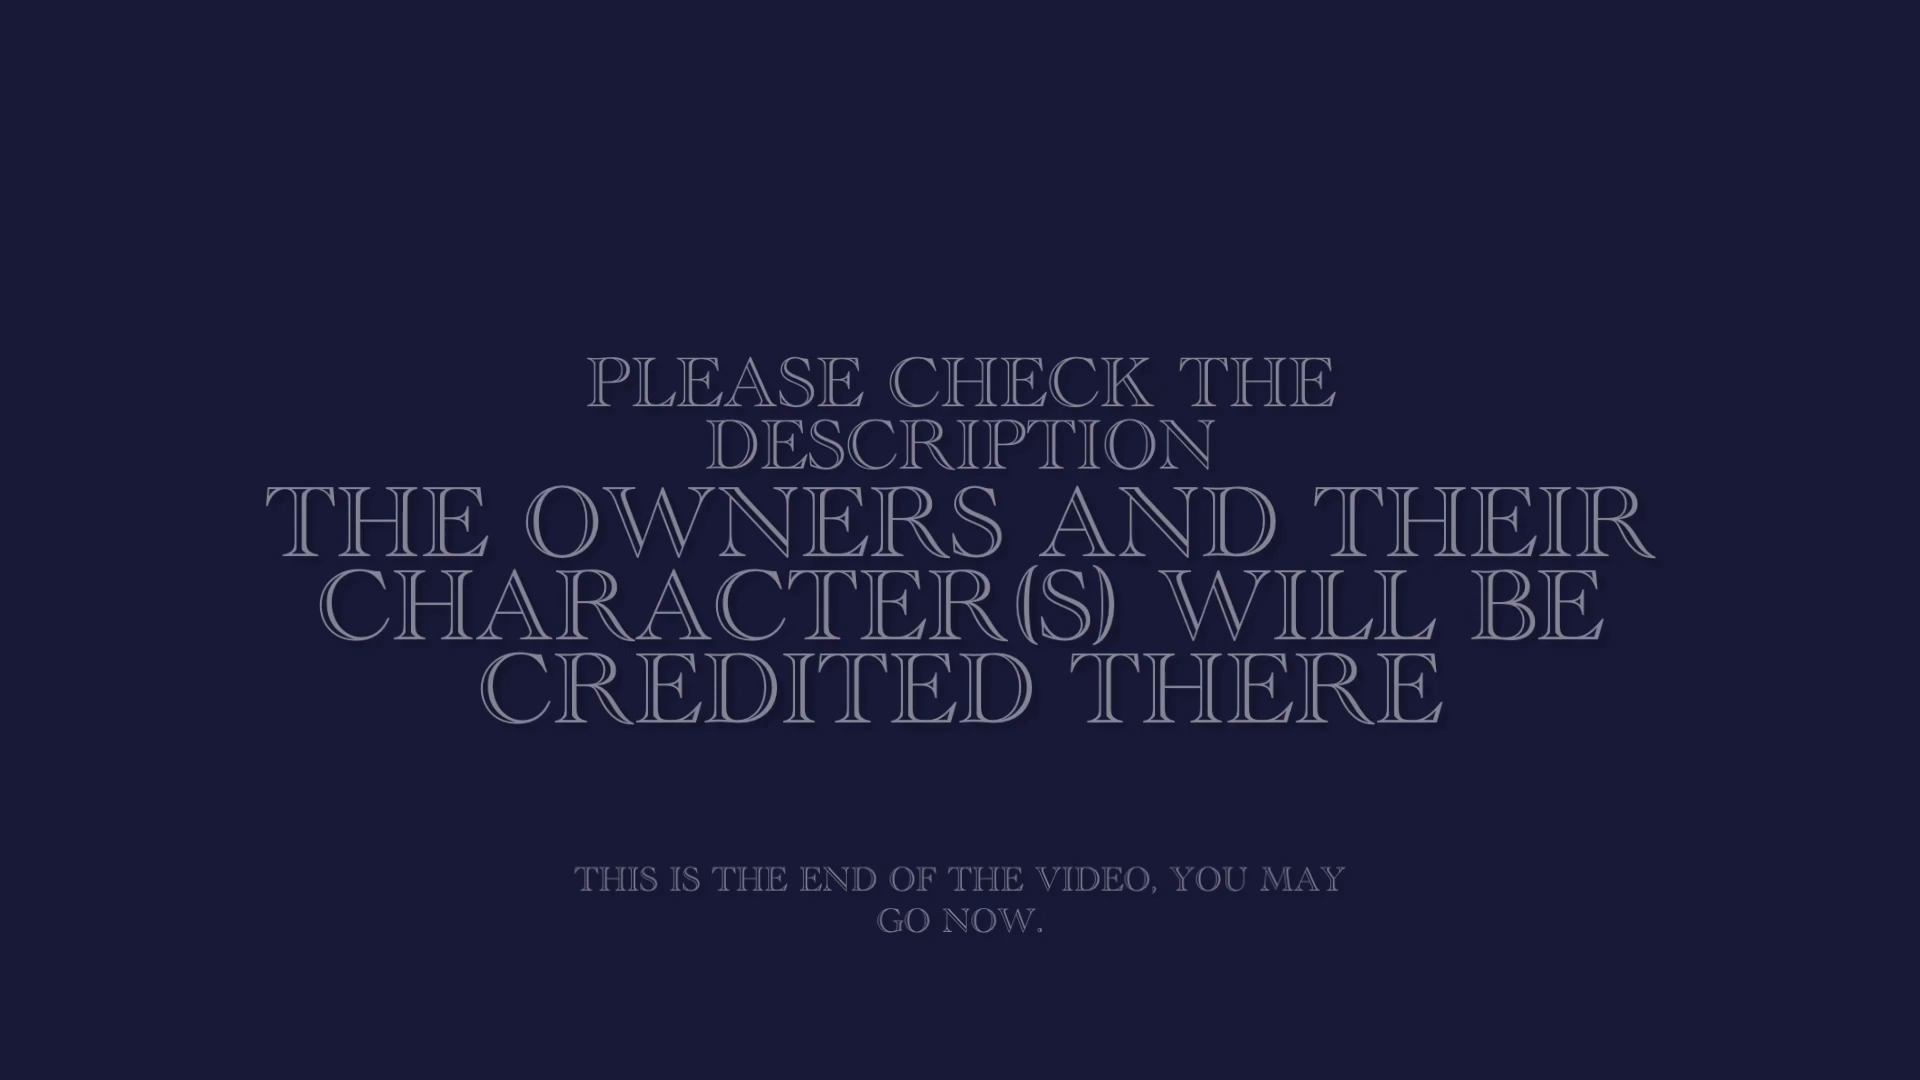 PLEASE CHECK THE
DESCRIPTION
THE OWNERS AND THEIR
CHARACTER(S) WILL BE
CREDITED THERE
THIS IS THE END OF THE VIDEO, YOU MAY
GO NOW.